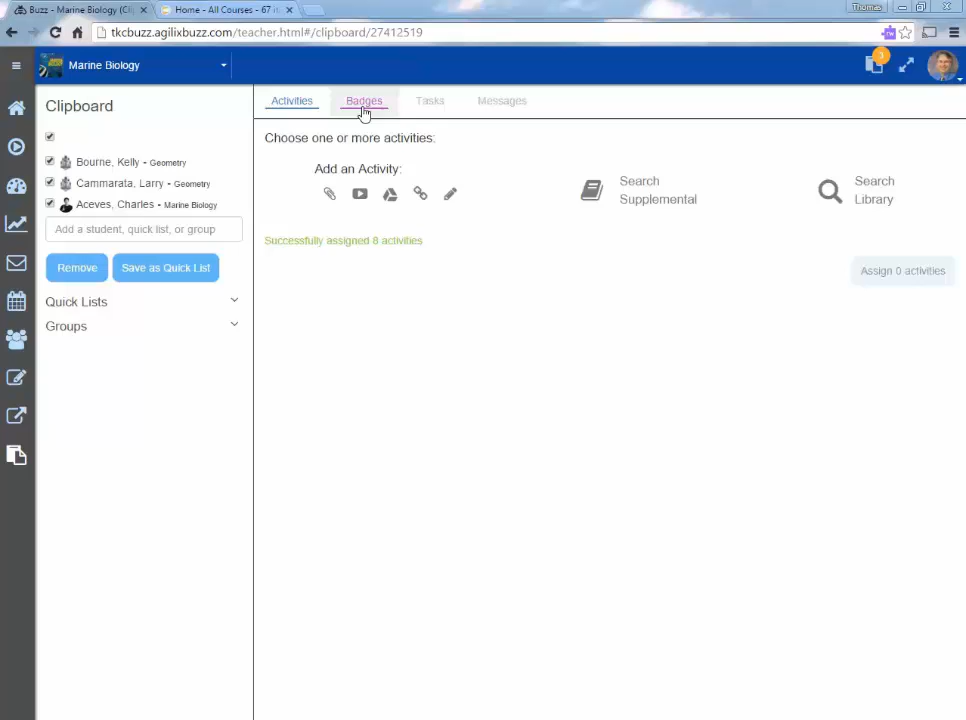 Buzz - Marine Biology (Cli
Home - All Courses - 67 i
Thomas
tkcbuzz.agilixbuzz.com/teacher.html#/clipboard/27412519
Marine Biology
3
Clipboard
Bourne, Kelly - Geometry
Cammarata, Larry - Geometry
Aceves, Charles - Marine Biology
Add a student, quick list, or group
Remove
Save as Quick List
Quick Lists
Groups
Activities
Badges
Tasks
Messages
Choose one or more activities:
Add an Activity:
Search
Supplemental
Search
Library
Successfully assigned 8 activities
Assign 0 activities